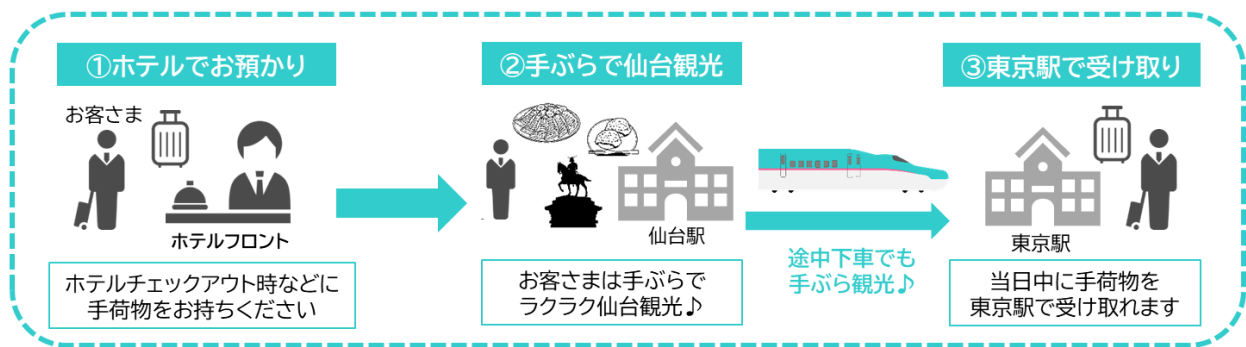 ①ホテルでお預かり
お客さま
ホテルフロント
ホテルチェックアウト時などに
手荷物をお持ちください
②手ぶらで仙台観光
仙台駅
お客さまは手ぶらで
ラクラク仙台観光♪
途中下車でも
手ぶら観光♪
③東京駅で受け取り
東京駅
当日中に手荷物を
東京駅で受け取れます